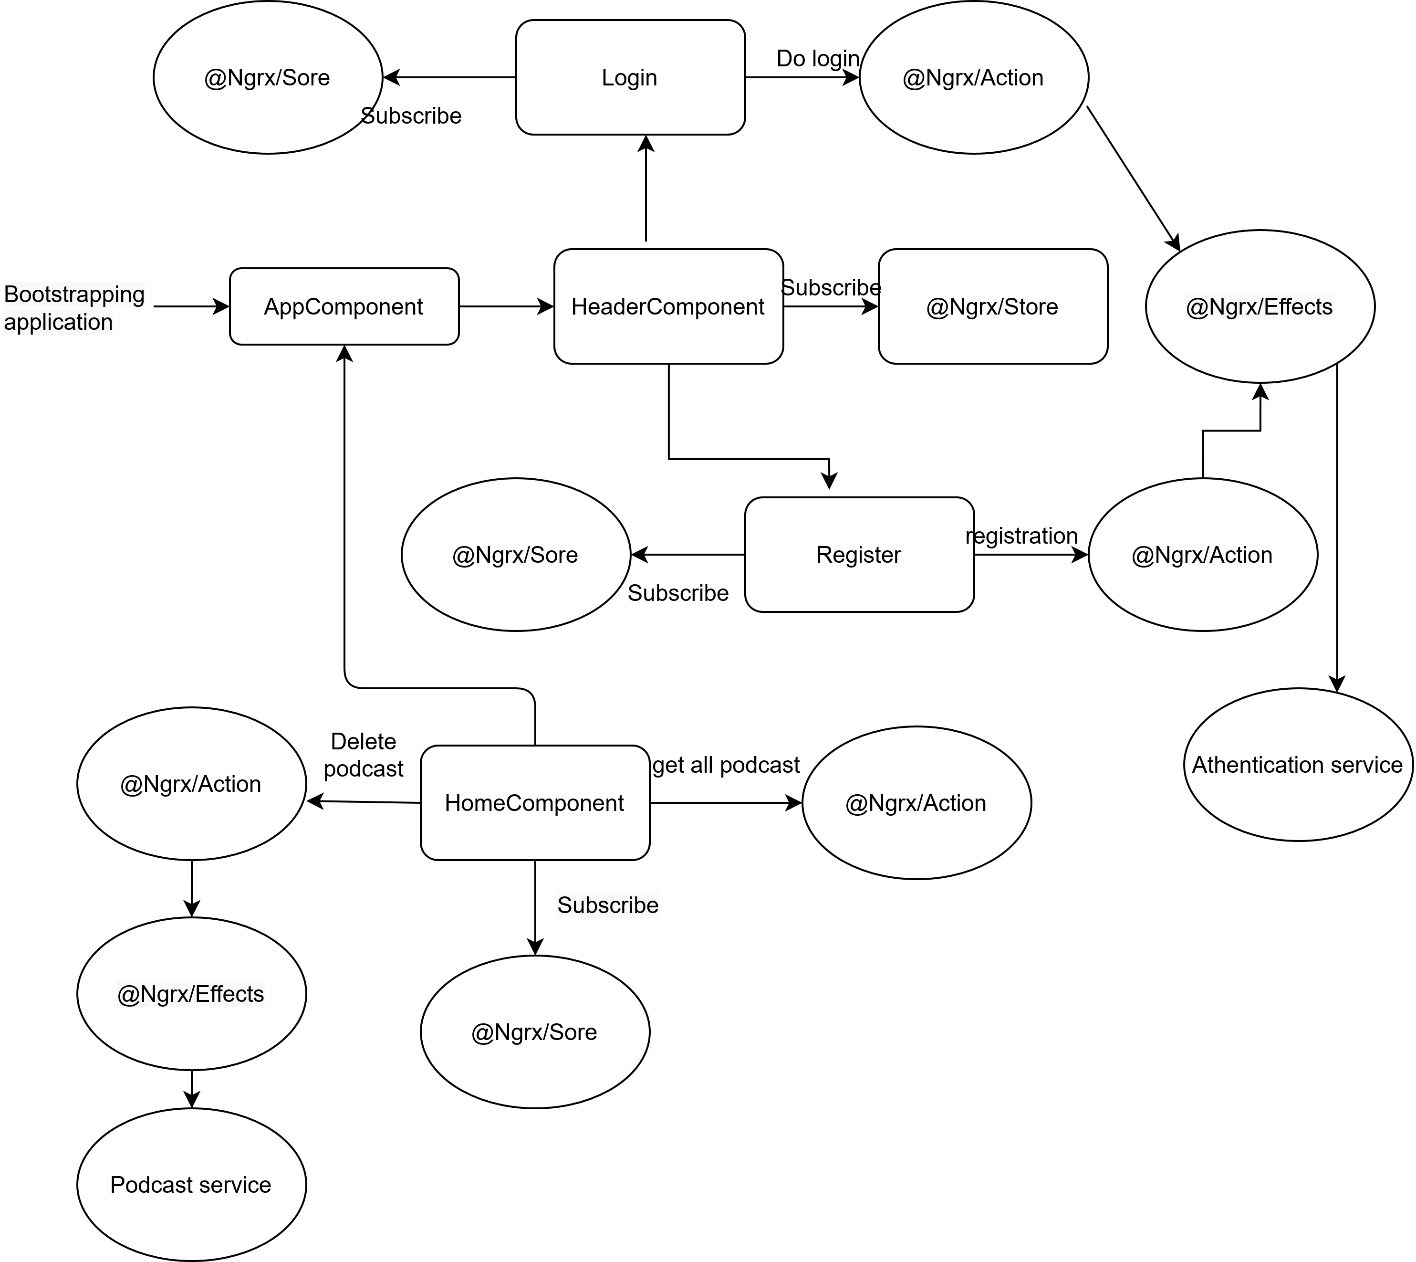 @Ngrx/Sore
Login
Do login
@Ngrx/Action
Subscribe
Bootstrapping
application
AppComponent
HeaderComponent
Subscribe
@Ngrx/Store
@Ngrx/Effects
@Ngrx/Sore
Subscribe
Register
registration
@Ngrx/Action
@Ngrx/Action
Delete
podcast
HomeComponent
get all podcast
@Ngrx/Action
Athentication service
Subscribe
@Ngrx/Effects
@Ngrx/Sore
Podcast service